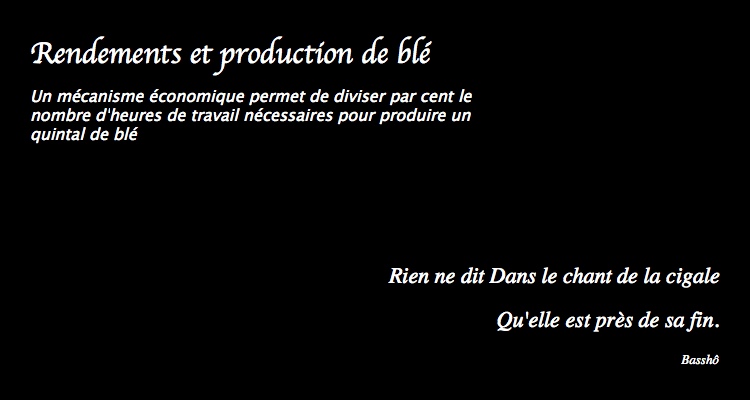 Rendements et production de blé
Un mécanisme économique permet de diviser par cent le
nombre d'heures de travail nécessaires pour produire un
quintal de blé
Rien ne dit Dans le chant de la cigale
Qu'elle est près de sa fin.
Basshô